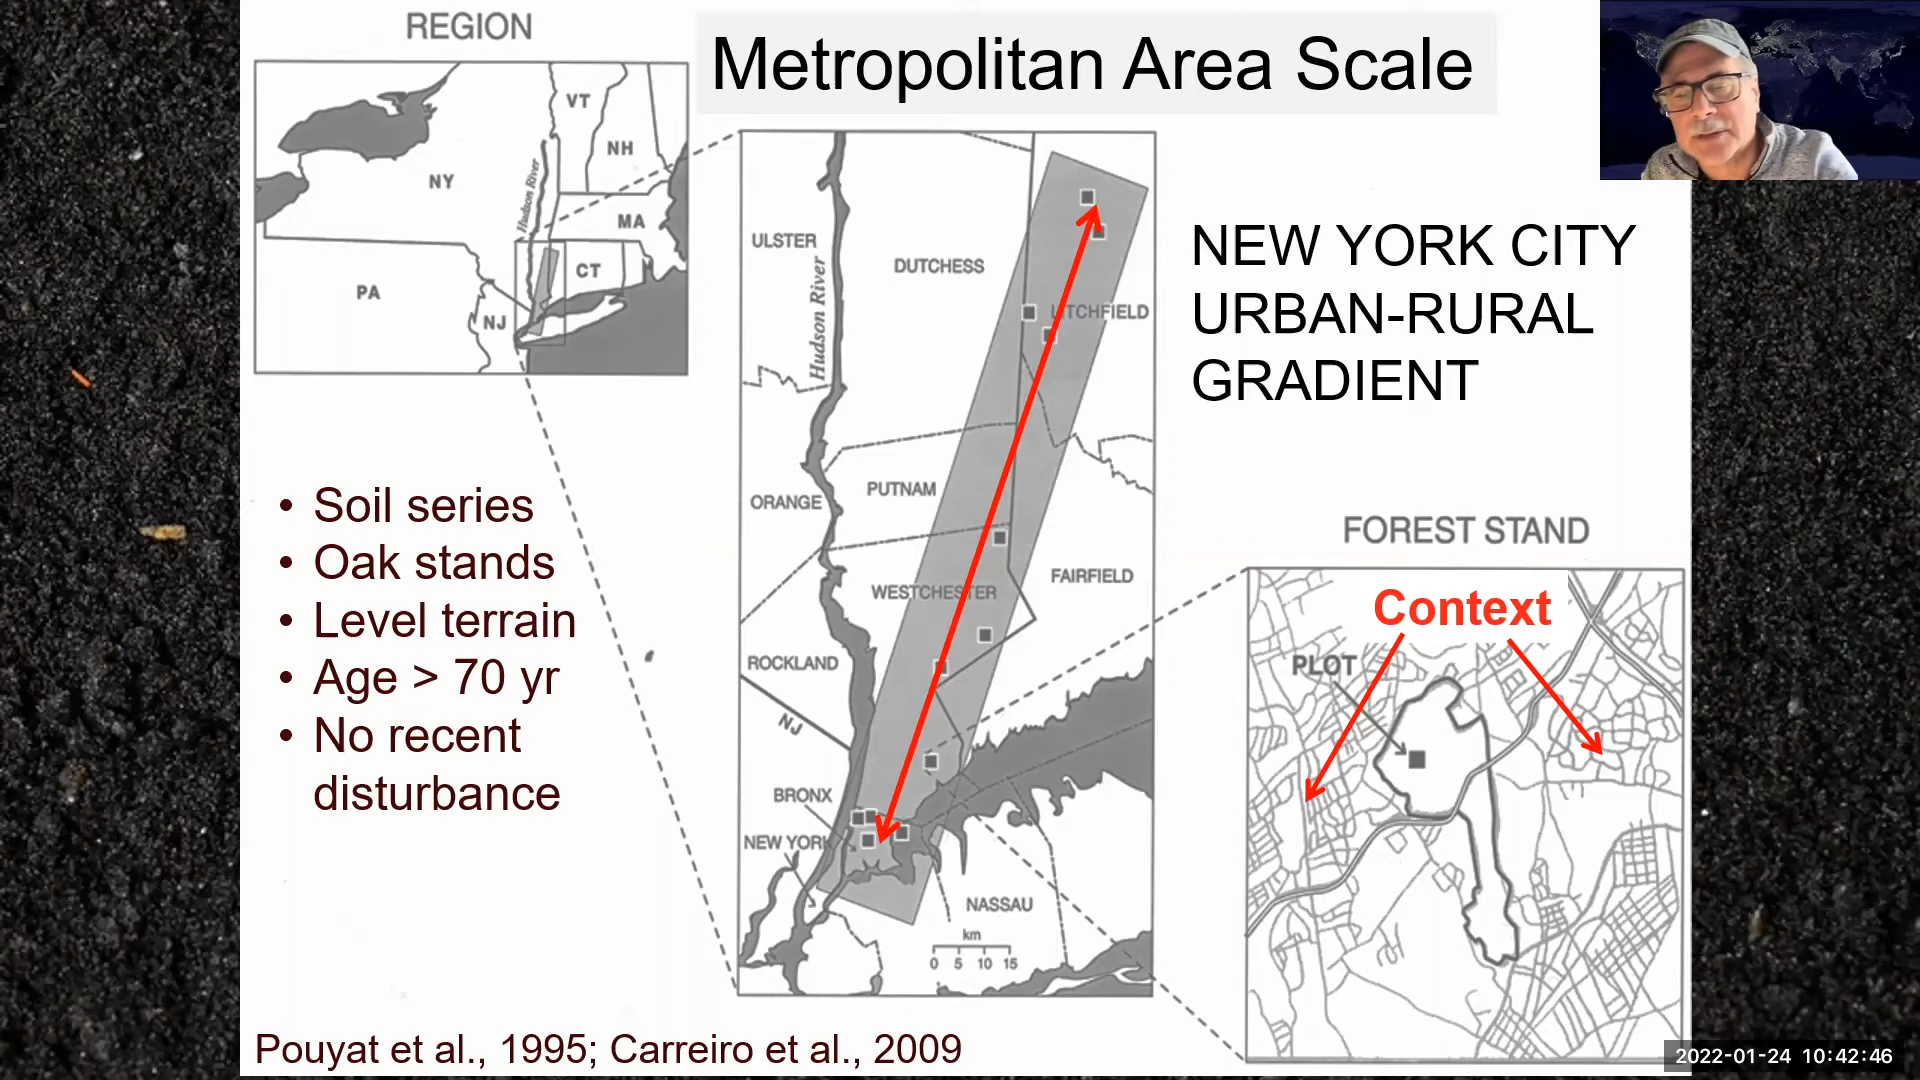 REGION
Metropolitan Area Scale
VT
NH
NY
Hudson River
MA
CT
PA
NJ
ULSTER
DUTCHESS
Hudson River
LITCHFIELD
NEW YORK CITY
URBAN-RURAL
GRADIENT
PUTNAM
ORANGE
WESTCHESTER
FAIRFIELD
ROCKLAND
NJ
BRONX
NEW YORK
NASSAU
km
0 5 10 15
• Soil series
• Oak stands
• Level terrain
• Age > 70 yr
• No recent
disturbance
FOREST STAND
Context
PLOT
Pouyat et al., 1995; Carreiro et al., 2009
2022-01-24 10:42:46